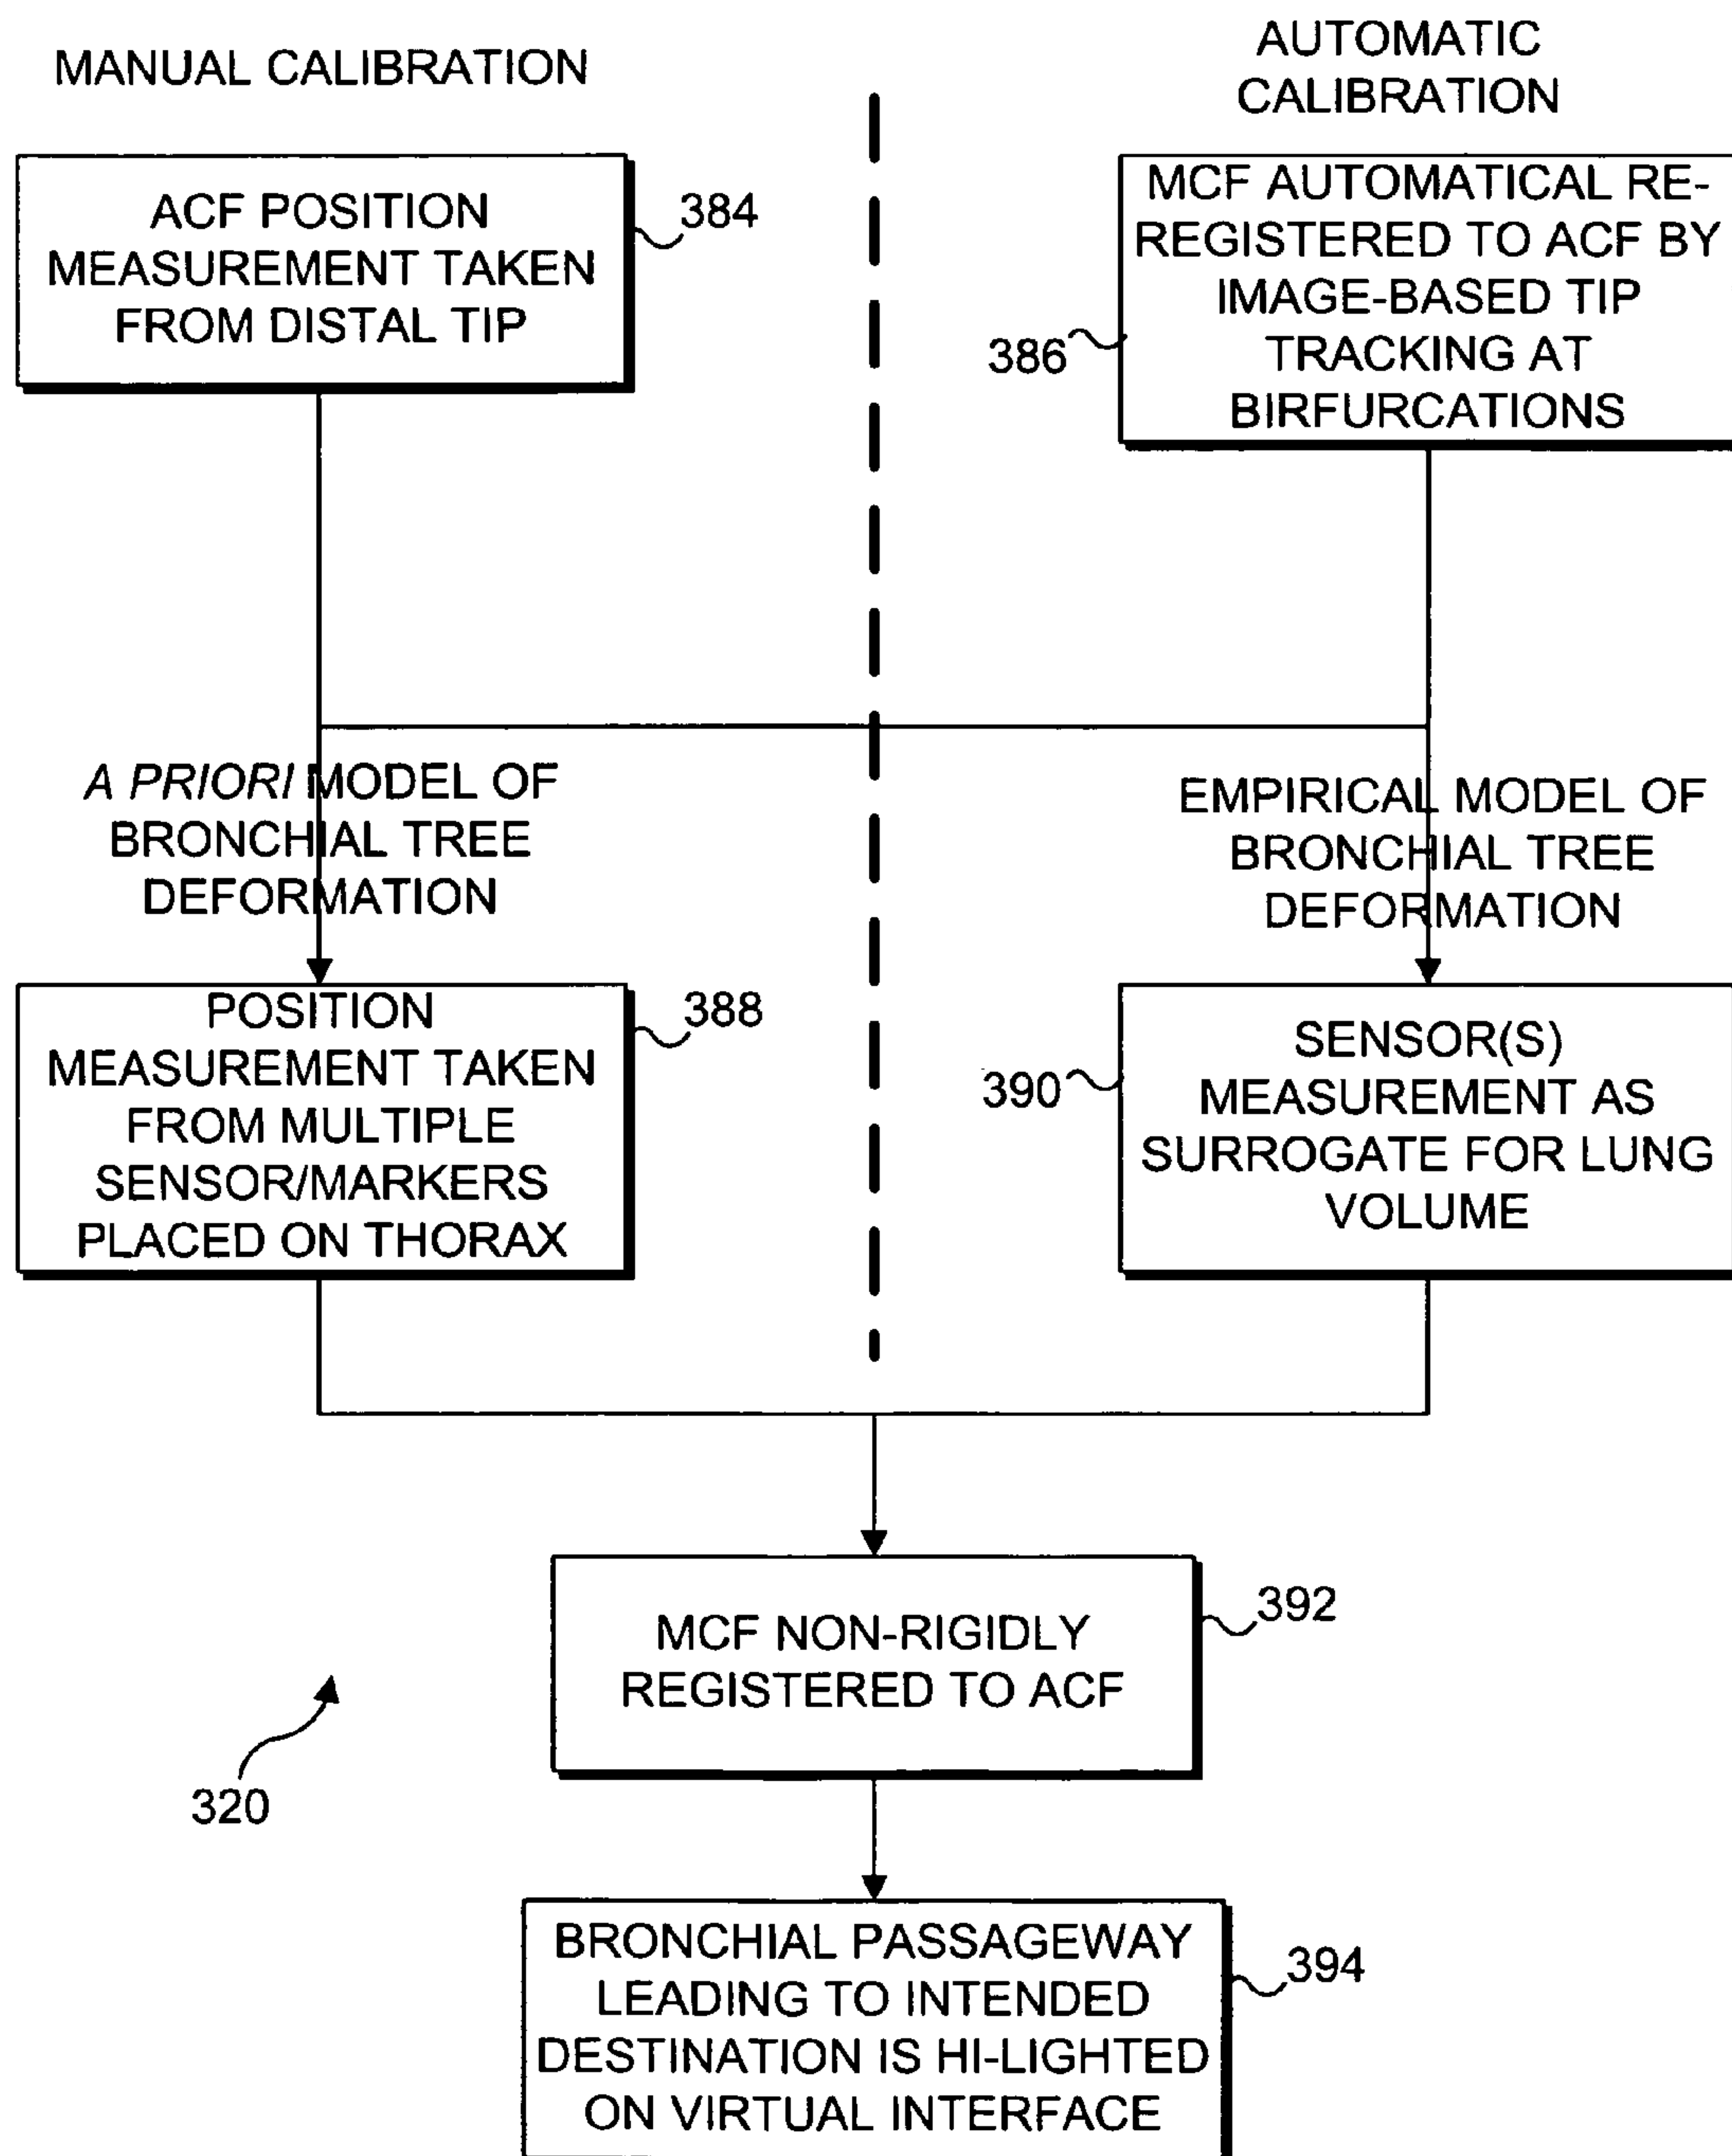 MANUAL CALIBRATION
AUTOMATIC
CALIBRATION
ACF POSITION
MEASUREMENT TAKEN
FROM DISTAL TIP
384
MCF AUTOMATICAL RE-
REGISTERED TO ACF BY
IMAGE-BASED TIP
TRACKING AT
BIRFURCATIONS
386
A PRIORI MODEL OF
BRONCHIAL TREE
DEFORMATION
EMPIRICAL MODEL OF
BRONCHIAL TREE
DEFORMATION
POSITION
MEASUREMENT TAKEN
FROM MULTIPLE
SENSOR/MARKERS
PLACED ON THORAX
388
SENSOR(S)
MEASUREMENT AS
SURROGATE FOR LUNG
VOLUME
390
MCF NON-RIGIDLY
REGISTERED TO ACF
392
320
BRONCHIAL PASSAGEWAY
LEADING TO INTENDED
DESTINATION IS HI-LIGHTED
ON VIRTUAL INTERFACE
394